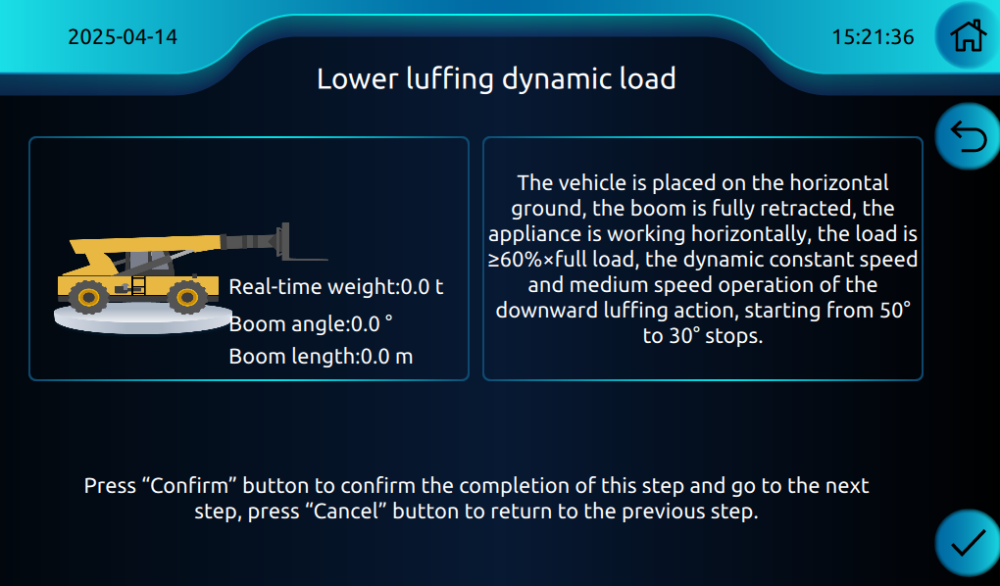 2025-04-14
15:21:36
Lower luffing dynamic load
Real-time weight:0.0 t
Boom angle:0.0 °
Boom length:0.0 m
The vehicle is placed on the horizontal
ground, the boom is fully retracted, the
appliance is working horizontally, the load is
≥60%×full load, the dynamic constant speed
and medium speed operation of the
downward luffing action, starting from 50°
to 30° stops.
Press “Confirm” button to confirm the completion of this step and go to the next
step, press “Cancel” button to return to the previous step.